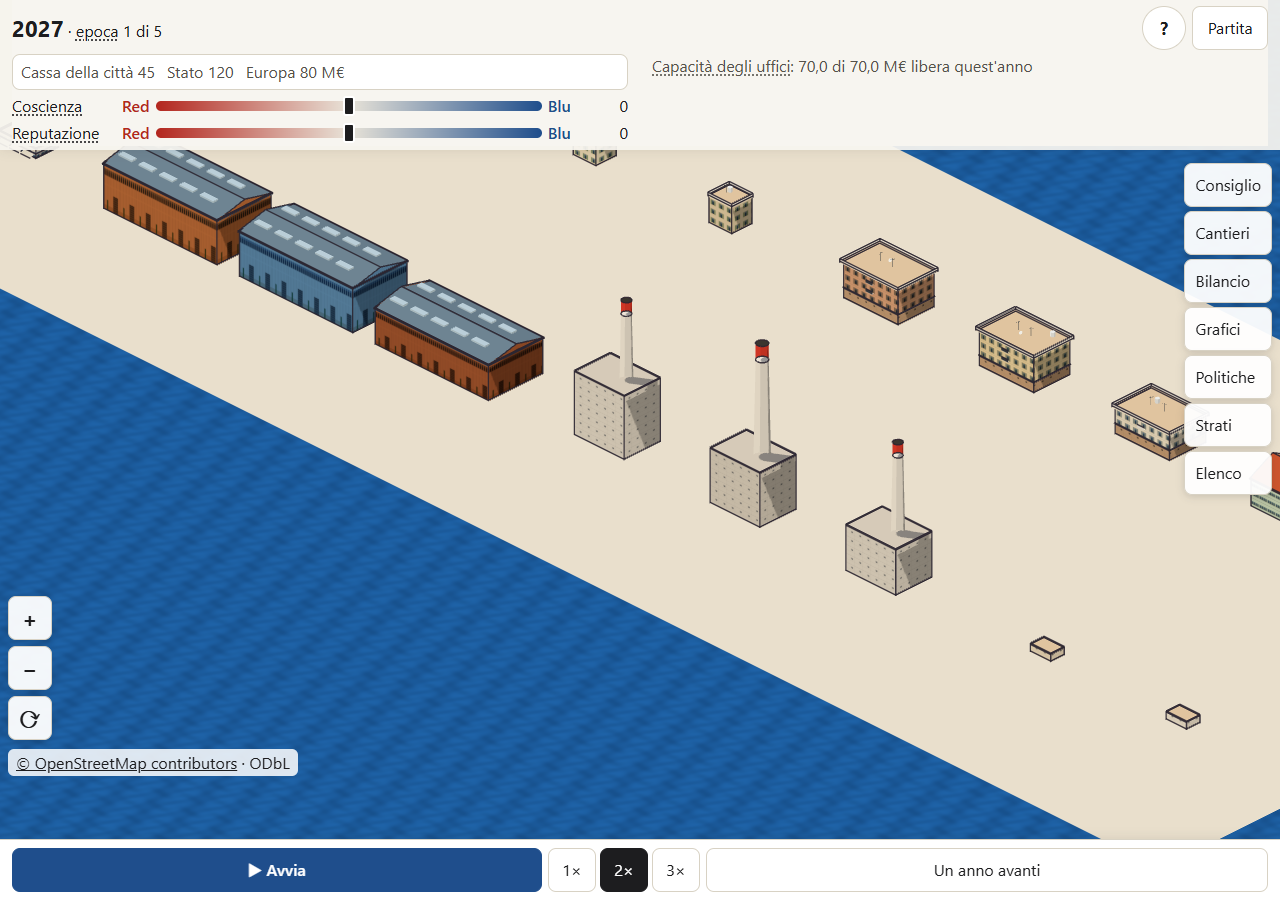 2027 · epoca 1 di 5
? Partita
Cassa della città 45 Stato 120 Europa 80 M€
Capacità degli uffici: 70,0 di 70,0 M€ libera quest'anno
Coscienza Red Blu 0
Reputazione Red Blu 0
Consiglio
Cantieri
Bilancio
Grafici
Politiche
Strati
Elenco
+
−
© OpenStreetMap contributors · ODbL
▶ Avvia 1× 2× 3× Un anno avanti